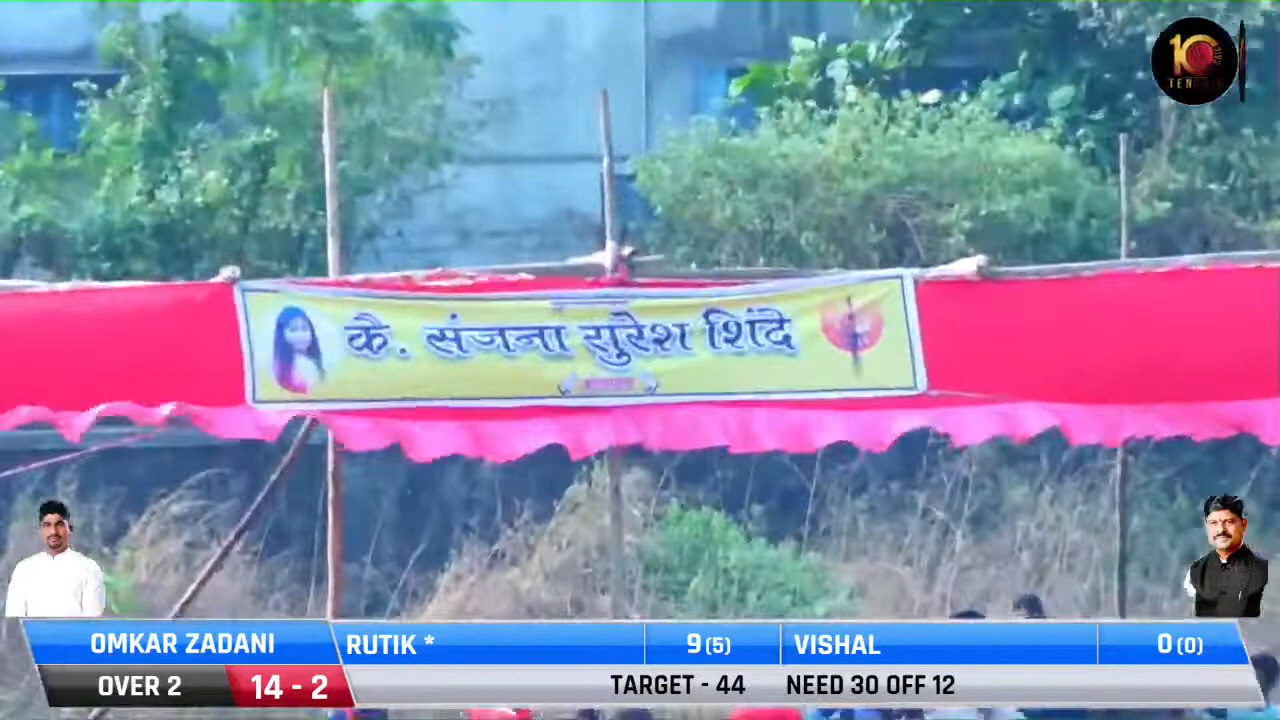 कै. संजना सुरेश शिंदे
OMKAR ZADANI
RUTIK *
9 (5)
VISHAL
0 (0)
OVER 2
14 - 2
TARGET - 44
NEED 30 OFF 12